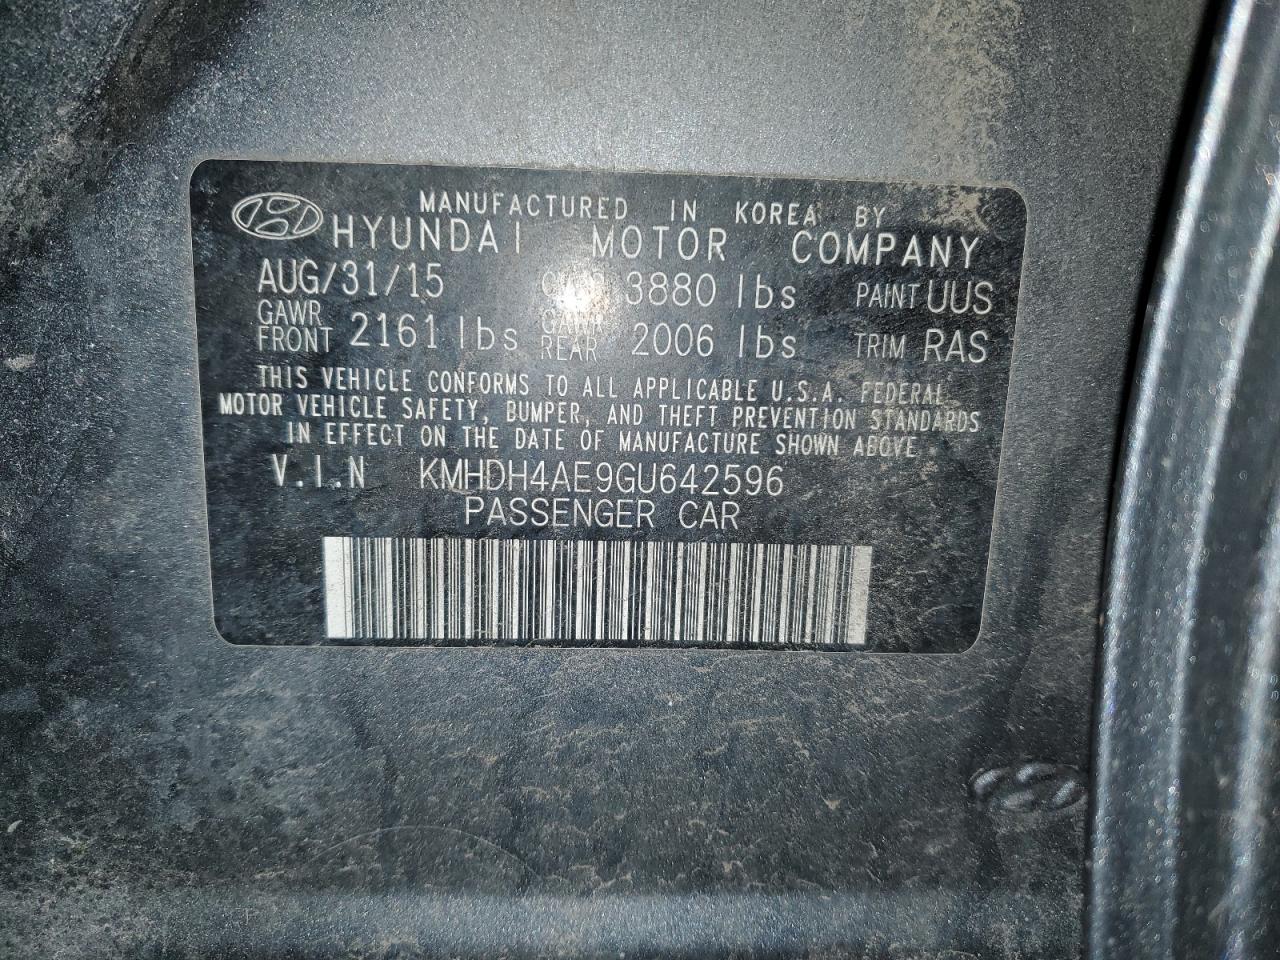 MANUFACTURED IN KOREA BY
HYUNDAI MOTOR COMPANY
AUG/31/15 3880 lbs PAINT UUS
GAWR FRONT 2161 lbs GAWR REAR 2006 lbs TRIM RAS
THIS VEHICLE CONFORMS TO ALL APPLICABLE U.S.A. FEDERAL
MOTOR VEHICLE SAFETY, BUMPER, AND THEFT PREVENTION STANDARDS
IN EFFECT ON THE DATE OF MANUFACTURE SHOWN ABOVE
V.I.N KMHDH4AE9GU642596
PASSENGER CAR